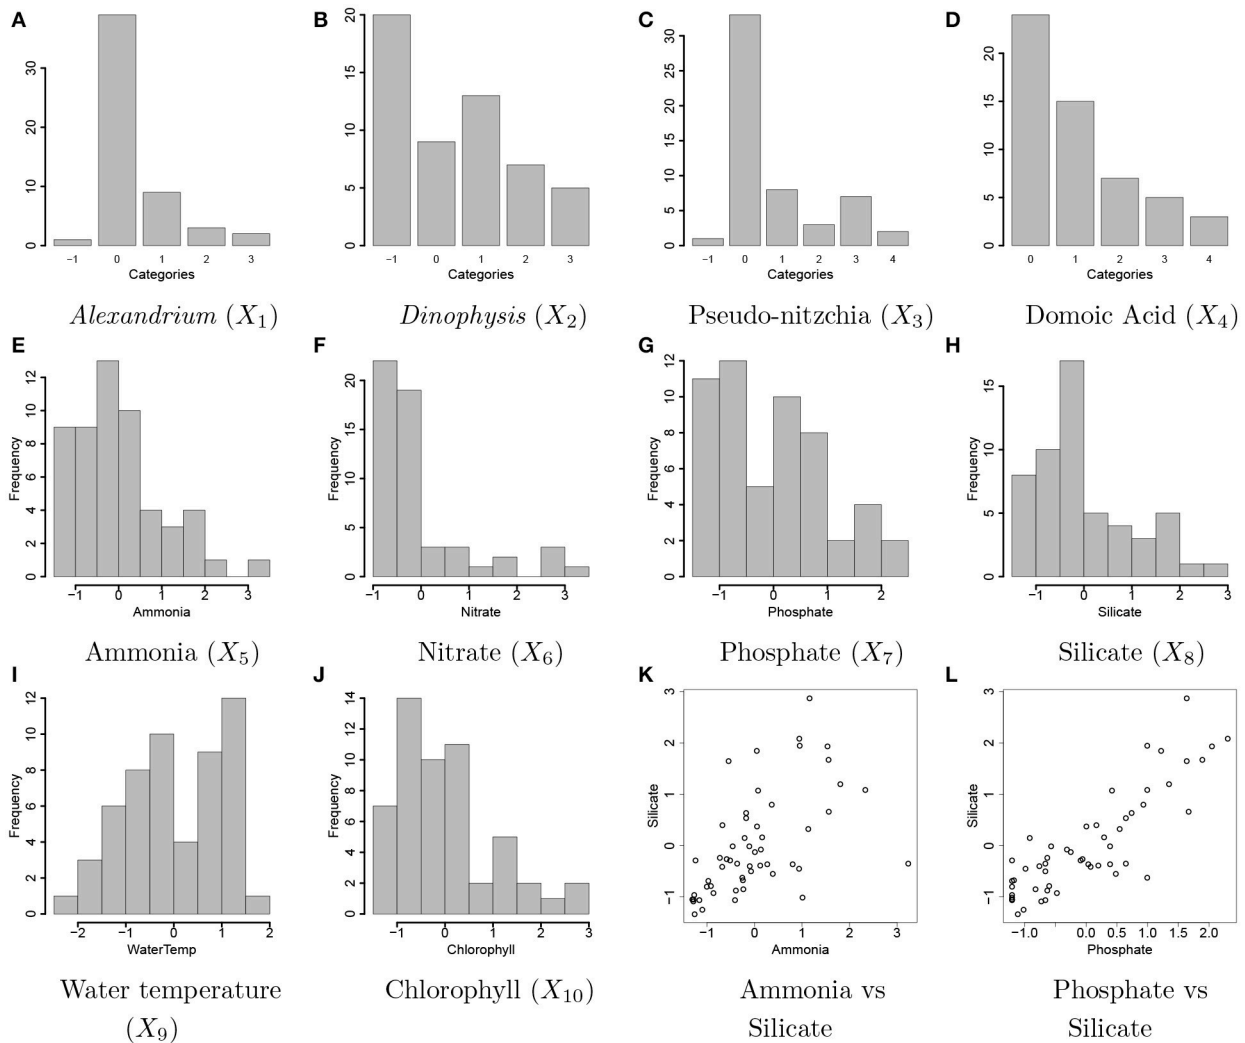 A
B
C
D
30
10
0
−1 0 1 2 3
Categories
20
15
10
5
0
−1 0 1 2 3
Categories
30
25
20
15
10
5
0
−1 0 1 2 3 4
Categories
20
15
10
5
0
0 1 2 3 4
Categories
Alexandrium (X1)
Dinophysis (X2)
Pseudo-nitzchia (X3)
Domoic Acid (X4)
E
F
G
H
Frequency
12
10
8
6
4
2
0
−1 0 1 2 3
Ammonia
Frequency
20
15
10
5
0
−1 0 1 2 3
Nitrate
Frequency
12
10
8
6
4
2
0
−1 0 1 2
Phosphate
Frequency
15
10
5
0
−1 0 1 2 3
Silicate
Ammonia (X5)
Nitrate (X6)
Phosphate (X7)
Silicate (X8)
I
J
K
L
Frequency
12
10
8
6
4
2
0
−2 −1 0 1 2
WaterTemp
Frequency
14
12
10
8
6
4
2
0
−1 0 1 2 3
Chlorophyll
Silicate
3
2
1
0
−1
−1 0 1 2 3
Ammonia
Silicate
3
2
1
0
−1
−1.0 0.0 0.5 1.0 1.5 2.0
Phosphate
Water temperature
(X9)
Chlorophyll (X10)
Ammonia vs
Silicate
Phosphate vs
Silicate